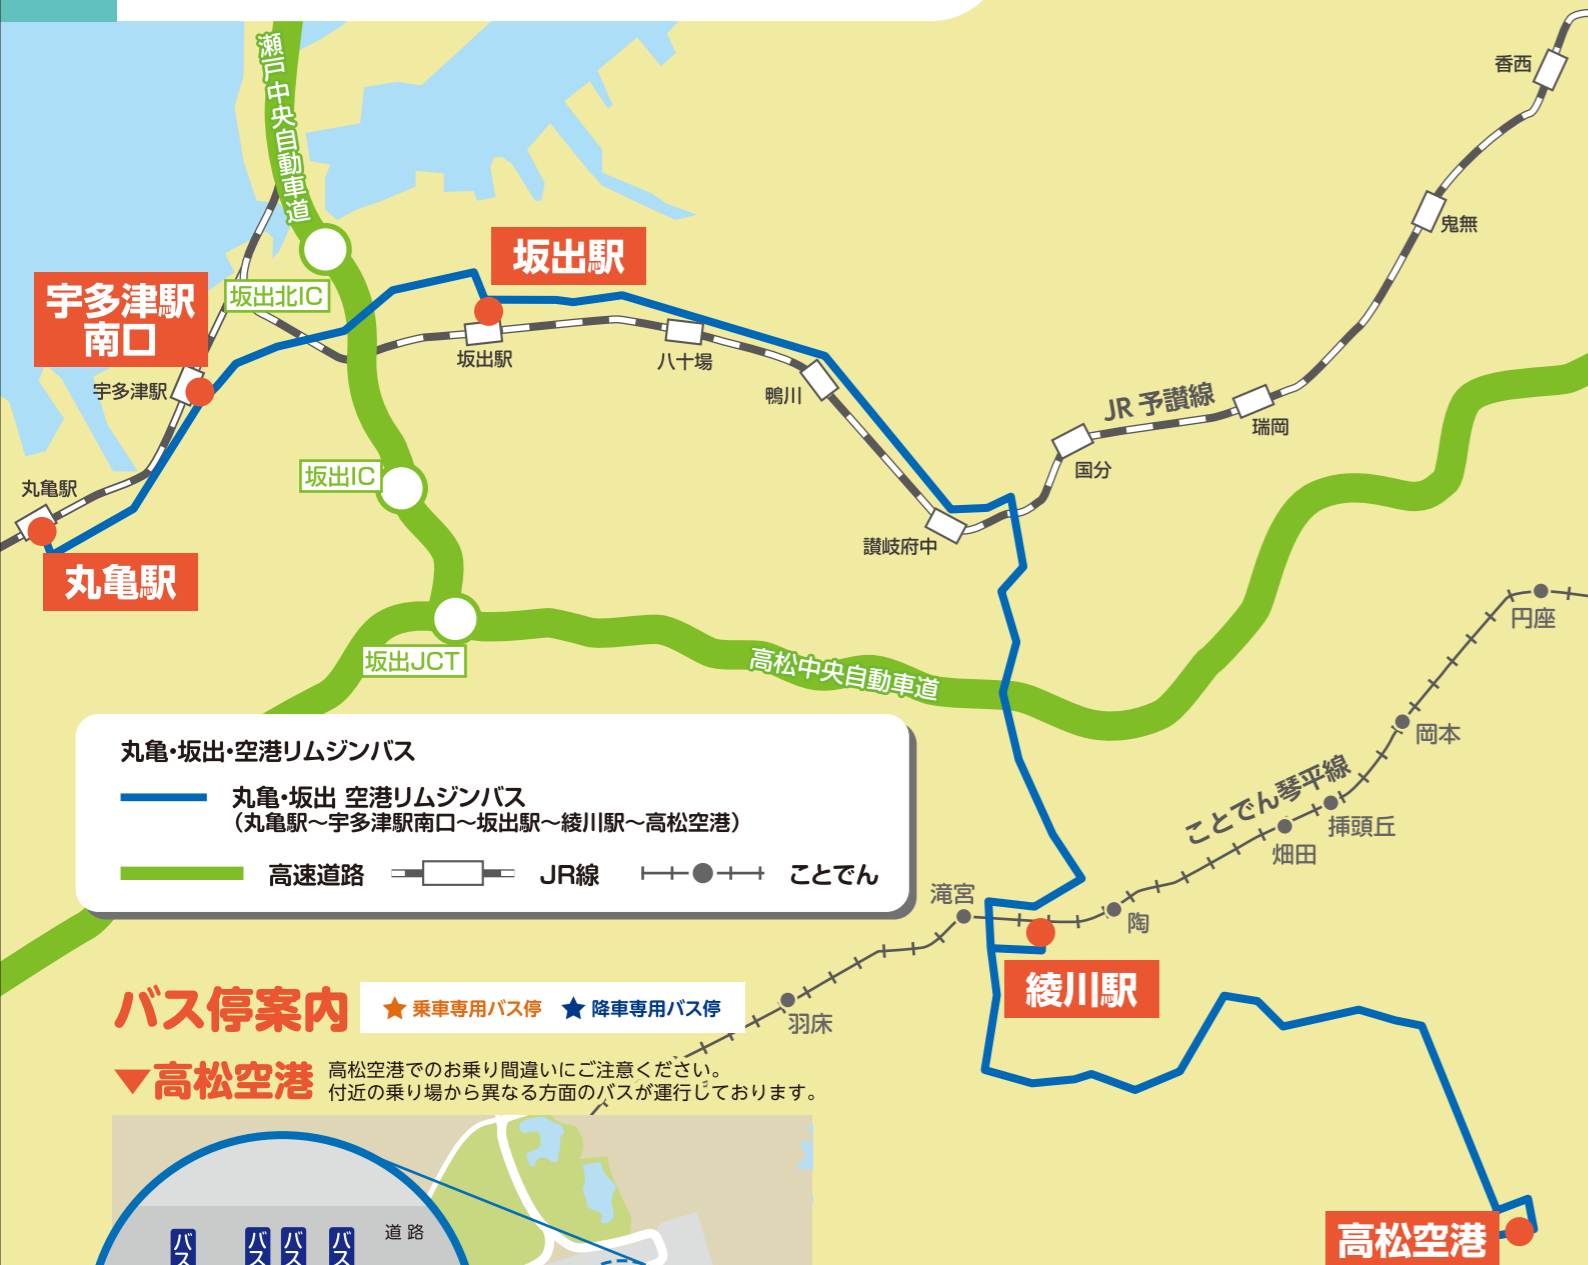 瀬戸中央自動車道
香西
鬼無
坂出駅
宇多津駅
南口
坂出北IC
坂出駅
八十場
宇多津駅
鴨川
JR 予讃線
瑞岡
国分
坂出IC
丸亀駅
讃岐府中
丸亀駅
円座
坂出JCT
高松中央自動車道
岡本
丸亀・坂出・空港リムジンバス
丸亀・坂出 空港リムジンバス
（丸亀駅～宇多津駅南口～坂出駅～綾川駅～高松空港）
高速道路
JR線
ことでん
ことでん琴平線
挿頭丘
畑田
滝宮
陶
綾川駅
羽床
バス停案内
★乗車専用バス停 ★降車専用バス停
▼高松空港
高松空港でのお乗り間違いにご注意ください。
付近の乗り場から異なる方面のバスが運行しております。
道路
バス
バス
バス
バス
高松空港